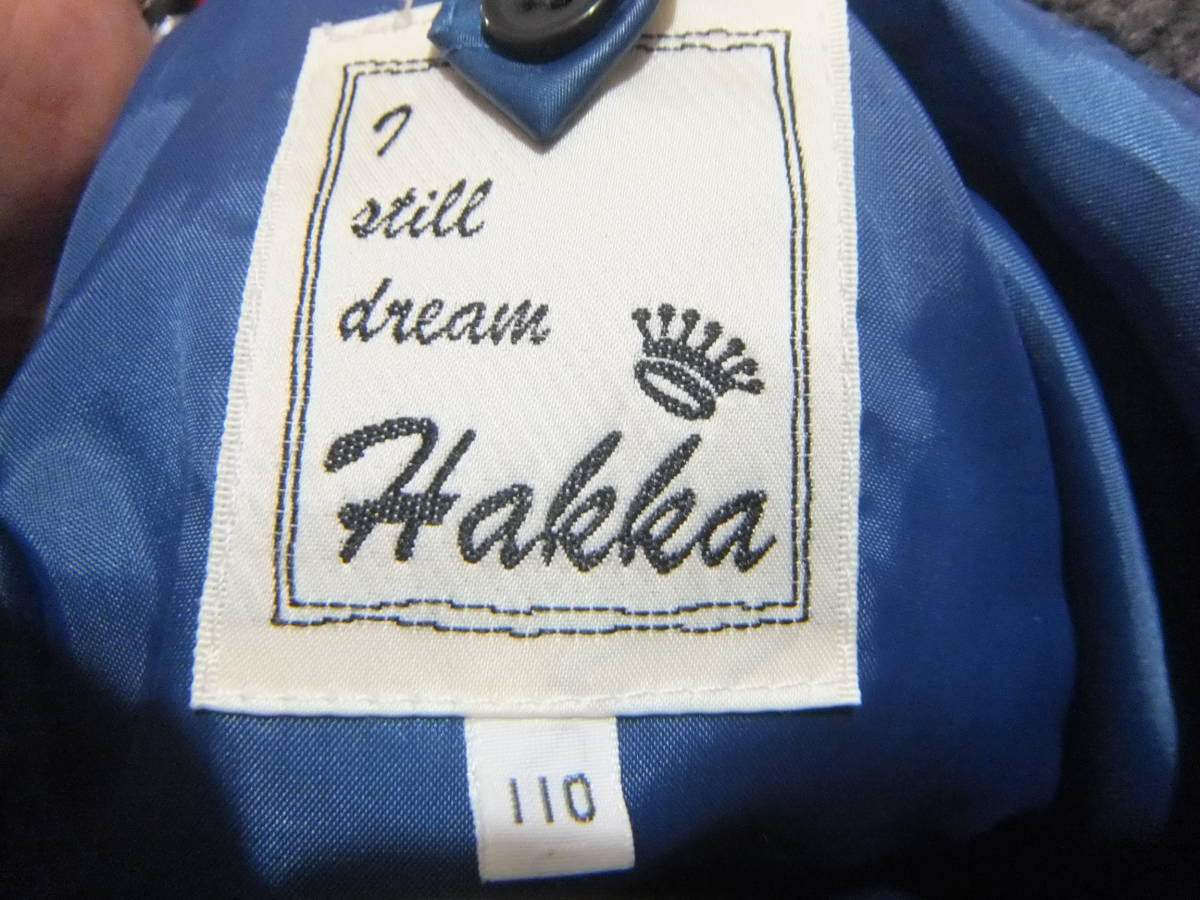 I
still
dream
Hakka
110